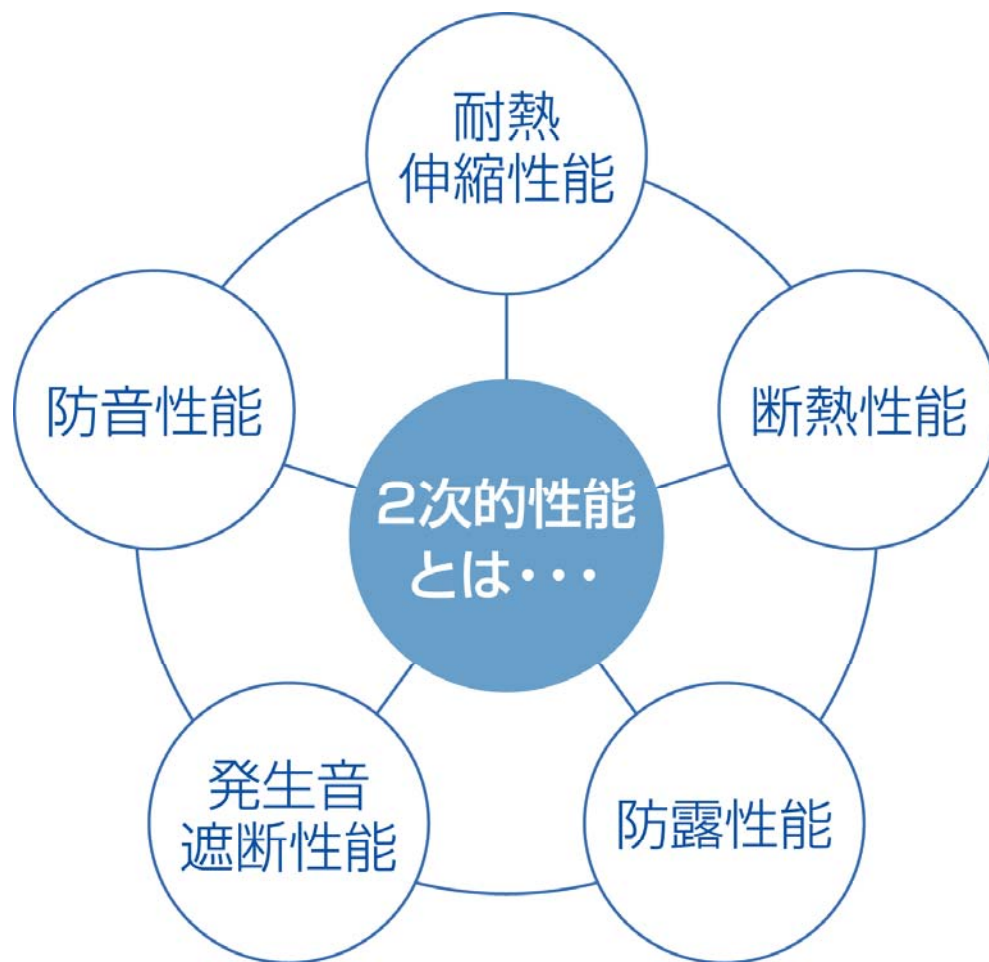 耐熱
伸縮性能
防音性能
断熱性能
2次的性能
とは・・・
発生音
遮断性能
防露性能